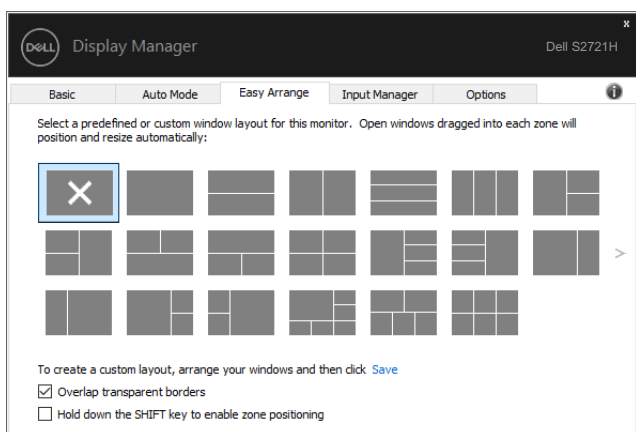 DELL Display Manager Dell S2721H
x
Basic Auto Mode Easy Arrange Input Manager Options
Select a predefined or custom window layout for this monitor. Open windows dragged into each zone will
position and resize automatically:
>
To create a custom layout, arrange your windows and then click Save
Overlap transparent borders
Hold down the SHIFT key to enable zone positioning